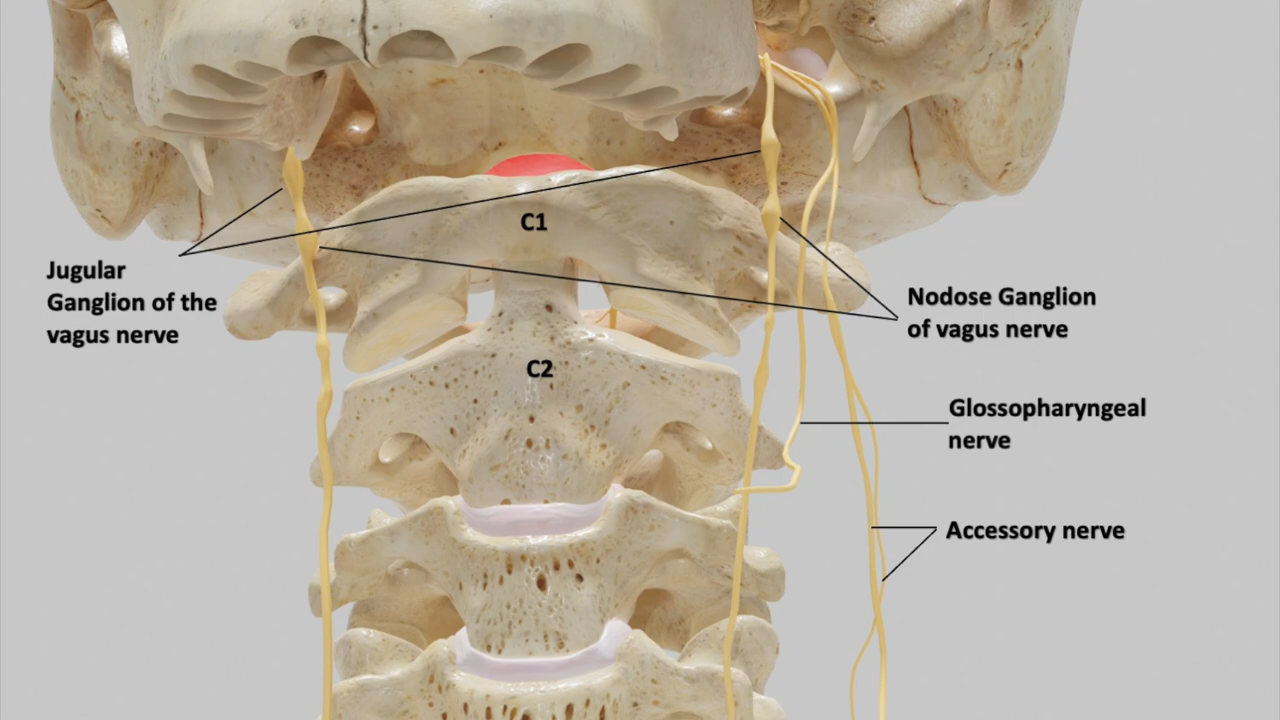 C1
Jugular
Ganglion of the
vagus nerve
Nodose Ganglion
of vagus nerve
C2
Glossopharyngeal
nerve
Accessory nerve